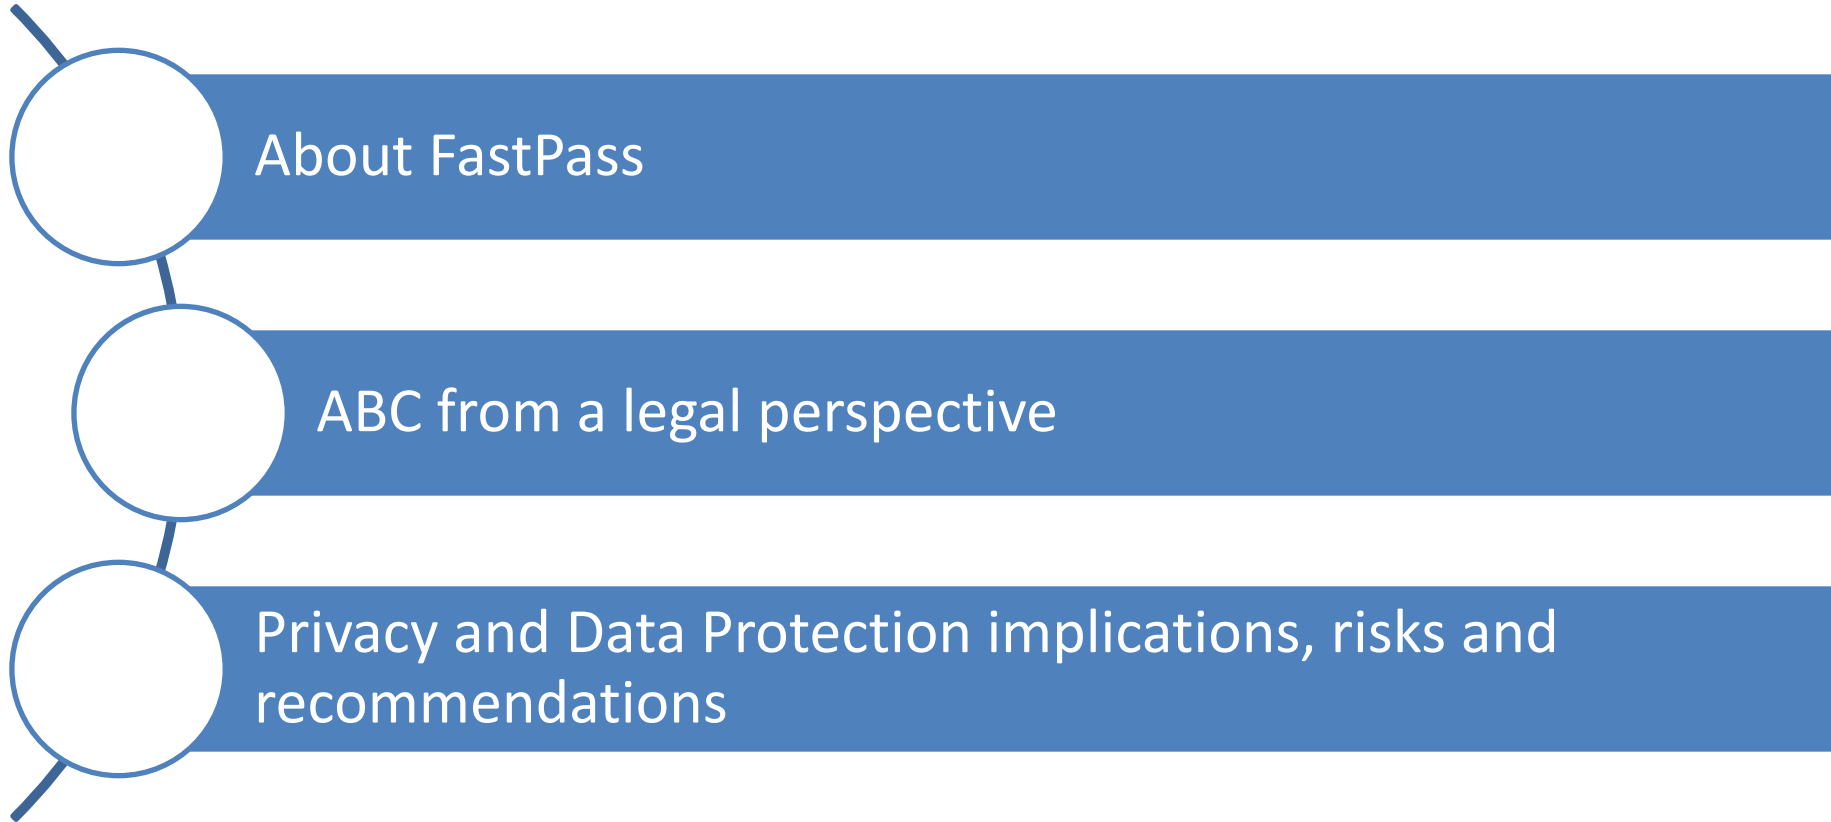 About FastPass
ABC from a legal perspective
Privacy and Data Protection implications, risks and
recommendations